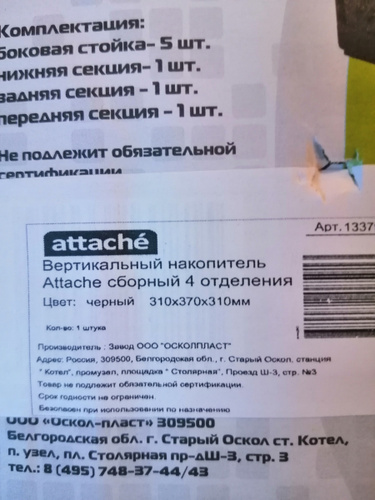 Комплектация:
боковая стойка- 5 шт.
нижняя секция- 1 шт.
задняя секция - 1 шт.
передняя секция - 1 шт.
Не подлежит обязательной
сертификации
Арт. 1337
attaché
Вертикальный накопитель
Attache сборный 4 отделения
Цвет: черный 310x370x310мм
Кол-во: 1 штука
Производитель : Завод ООО "ОСКОЛПЛАСТ"
Адрес: Россия, 309500, Белгородская обл., г. Старый Оскол, станция
" Котел", промузел, площадка " Столярная", Проезд Ш-3, стр. №3
Товар не подлежит обязательной сертификации.
Срок годности не ограничен.
Безопасен при использовании по назначению
ООО «Оскол-пласт» 309500
Белгородская обл. г. Старый Оскол ст. Котел,
п. узел, пл. Столярная пр-дШ-3, стр. 3
тел.: 8 (495) 748-37-44/43